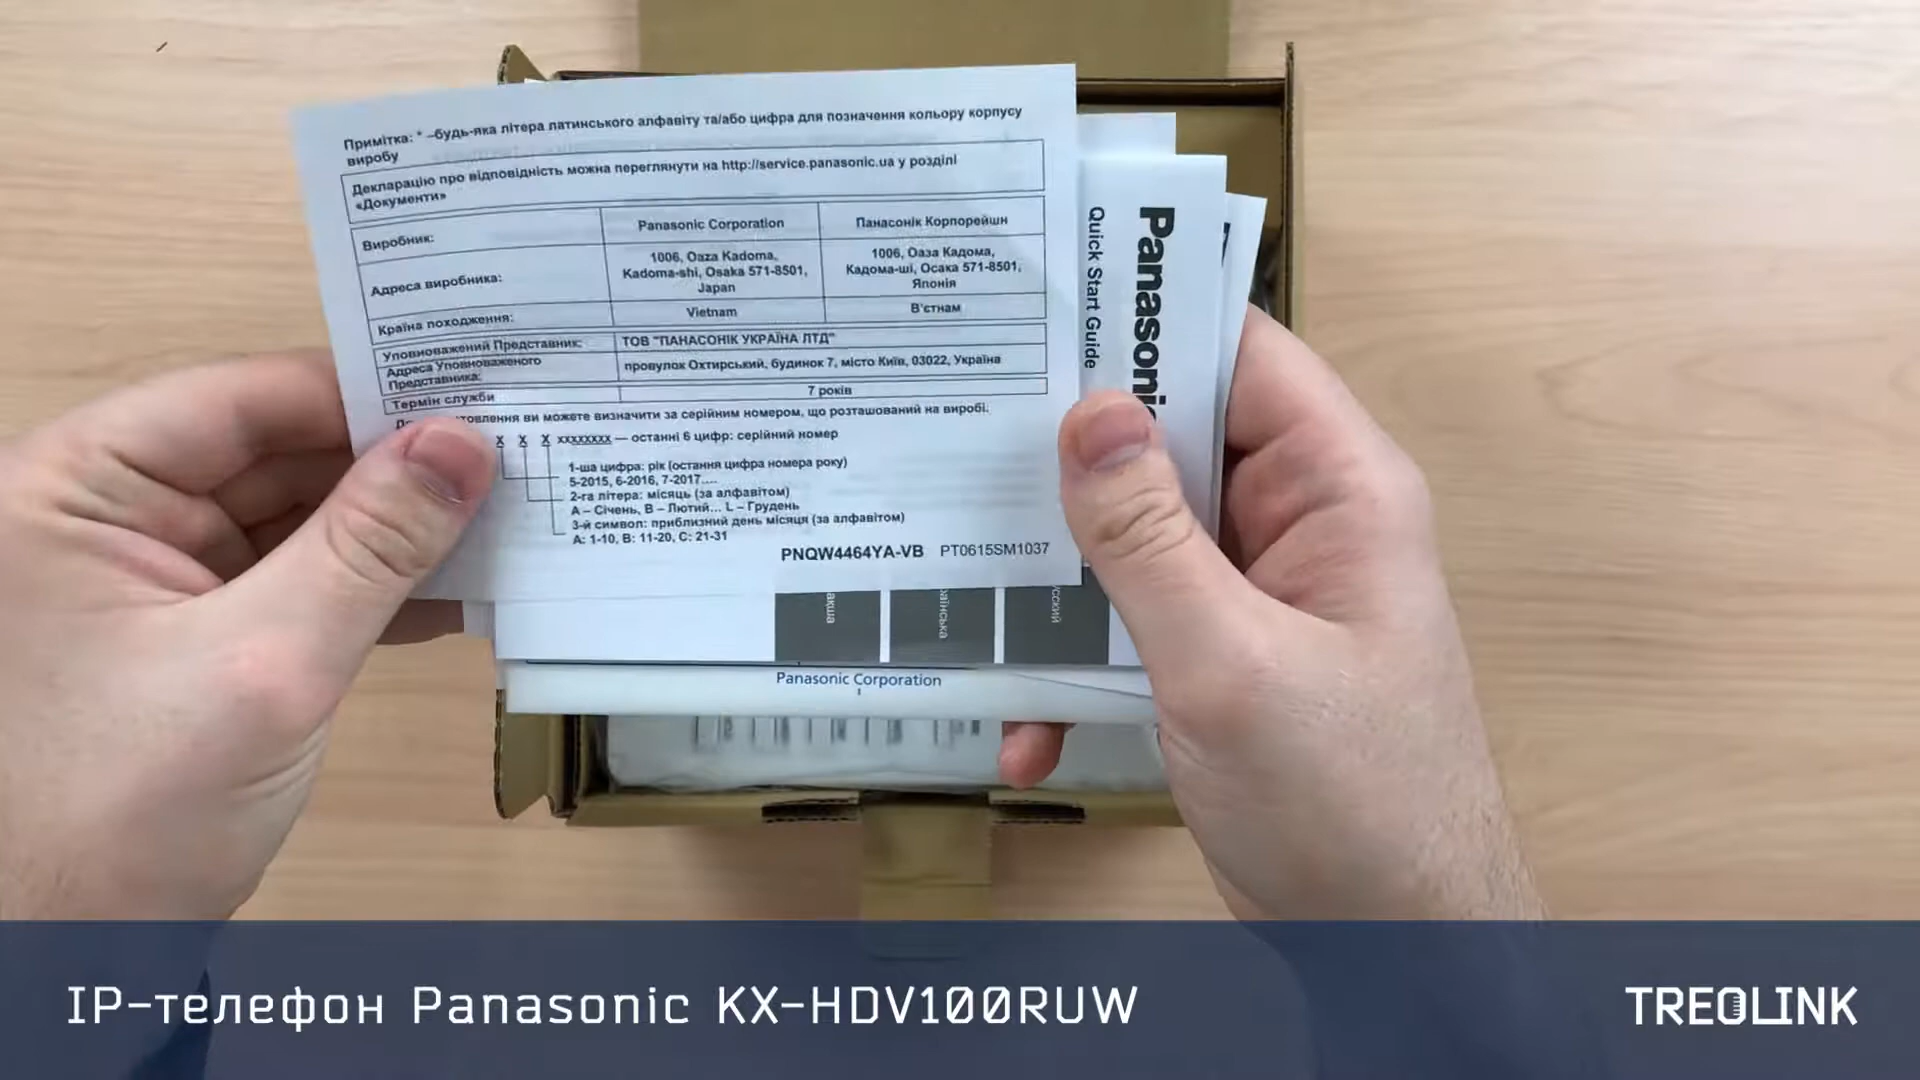 Примітка: * –будь-яка літера латинського алфавіту та/або цифра для позначення кольору корпусу
виробу
Декларацію про відповідність можна переглянути на http://service.panasonic.ua у розділі
«Документи»
Виробник:
Panasonic Corporation
Панасонік Корпорейшн
Адреса виробника:
1006, Oaza Kadoma,
Kadoma-shi, Osaka 571-8501,
Japan
1006, Оаза Кадома,
Кадома-ші, Осака 571-8501,
Японія
Країна походження:
Vietnam
В'єтнам
Уповноважений Представник:
ТОВ "ПАНАСОНІК УКРАЇНА ЛТД"
Адреса Уповноваженого
Представника:
провулок Охтирський, будинок 7, місто Київ, 03022, Україна
Термін служби
7 років
товлення ви можете визначити за серійним номером, що розташований на виробі.
X X X xxxxxxxx — останні 6 цифр: серійний номер
1-ша цифра: рік (остання цифра номера року)
5-2015, 6-2016, 7-2017....
2-га літера: місяць (за алфавітом)
A – Січень, B – Лютий... L – Грудень
3-й символ: приблизний день місяця (за алфавітом)
A: 1-10, B: 11-20, C: 21-31
PNQW4464YA-VB PT0615SM1037
Panasonic
Quick Start Guide
ақша
раїнська
усский
Panasonic Corporation
IP-телефон Panasonic KX-HDV100RUW
TREOLINK